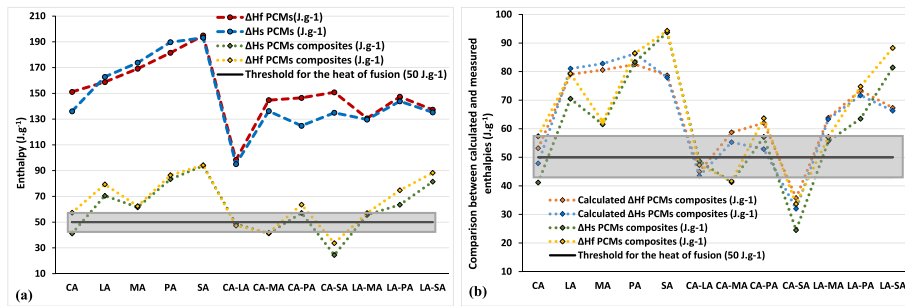 210
190
170
150
130
110
90
70
50
30
10
Enthalpy (J.g-1)
ΔHf PCMs(J.g-1)
ΔHs PCMs (J.g-1)
ΔHs PCMs composites (J.g-1)
ΔHf PCMs composites (J.g-1)
Threshold for the heat of fusion (50 J.g-1)
CA LA MA PA SA CA-LA CA-MA CA-PA CA-SA LA-MA LA-PA LA-SA
(a)
100
90
80
70
60
50
40
30
20
10
Comparison between calculated and measured
enthalpies (J.g-1)
Calculated ΔHf PCMs composites (J.g-1)
Calculated ΔHs PCMs composites (J.g-1)
ΔHs PCMs composites (J.g-1)
ΔHf PCMs composites (J.g-1)
Threshold for the heat of fusion (50 J.g-1)
CA LA MA PA SA CA-LA CA-MA CA-PA CA-SA LA-MA LA-PA LA-SA
(b)